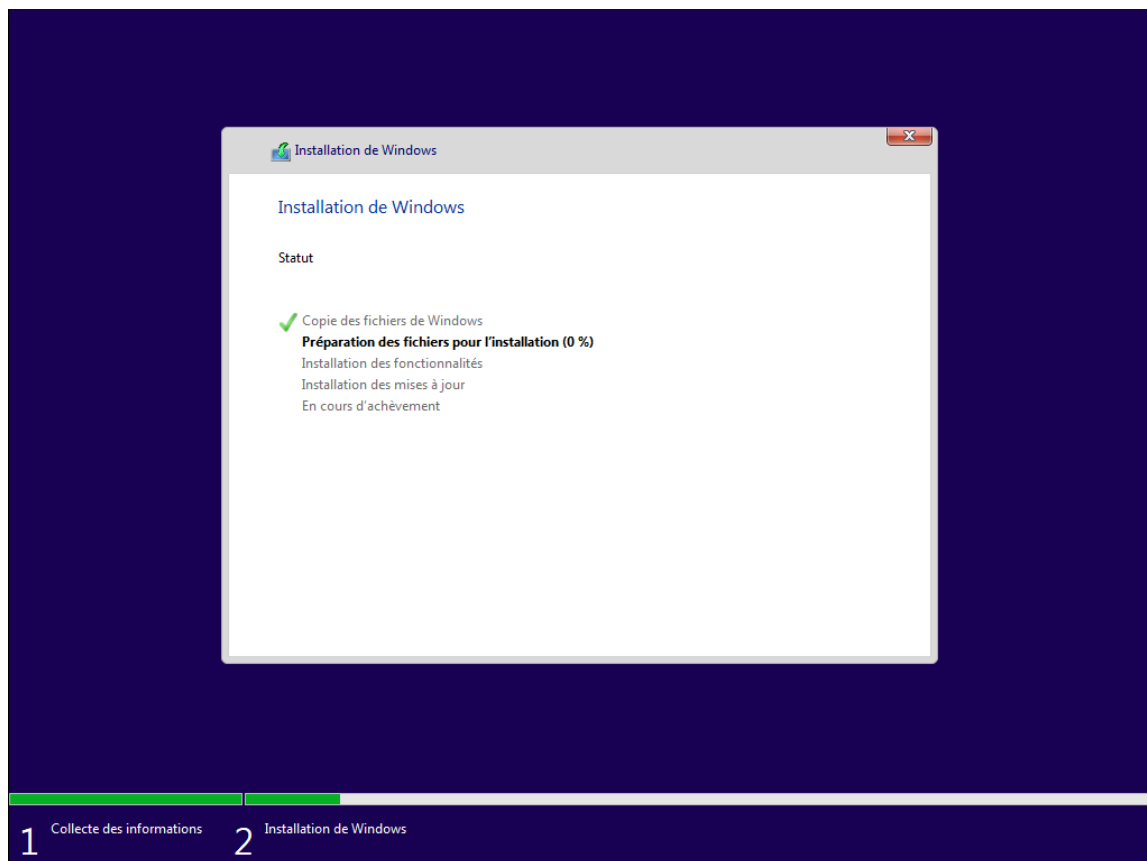 Installation de Windows
Installation de Windows
Statut
Copie des fichiers de Windows
Préparation des fichiers pour l'installation (0 %)
Installation des fonctionnalités
Installation des mises à jour
En cours d'achèvement
1 Collecte des informations 2 Installation de Windows